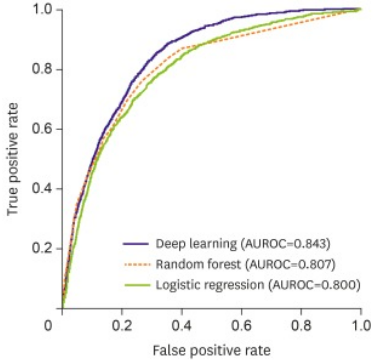 1.0
0.8
0.6
0.4
0.2
True positive rate
Deep learning (AUROC=0.843)
Random forest (AUROC=0.807)
Logistic regression (AUROC=0.800)
0 0.2 0.4 0.6 0.8 1.0
False positive rate